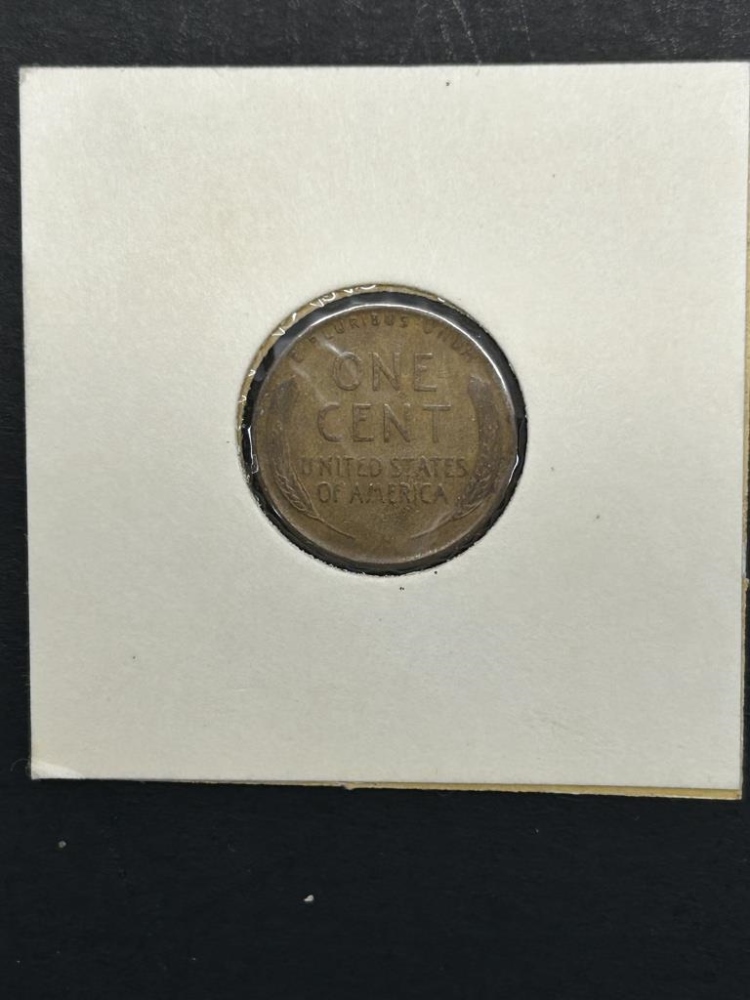 E PLURIBUS UNUM
ONE
CENT
UNITED STATES
OF AMERICA